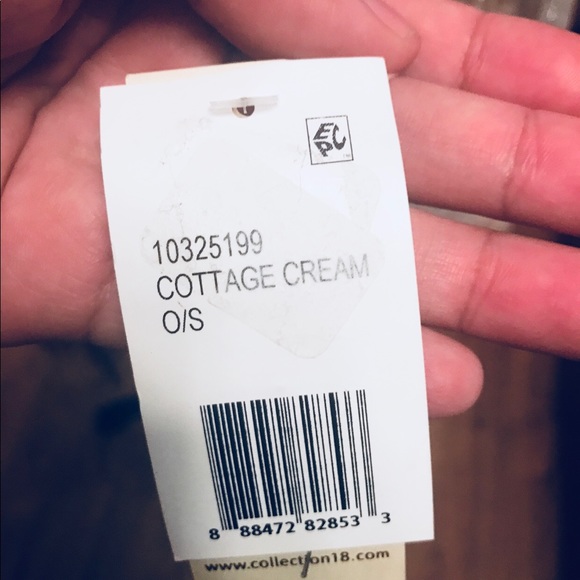 EPC
10325199
COTTAGE CREAM
O/S
8 88472 82853 3
www.collection18.com